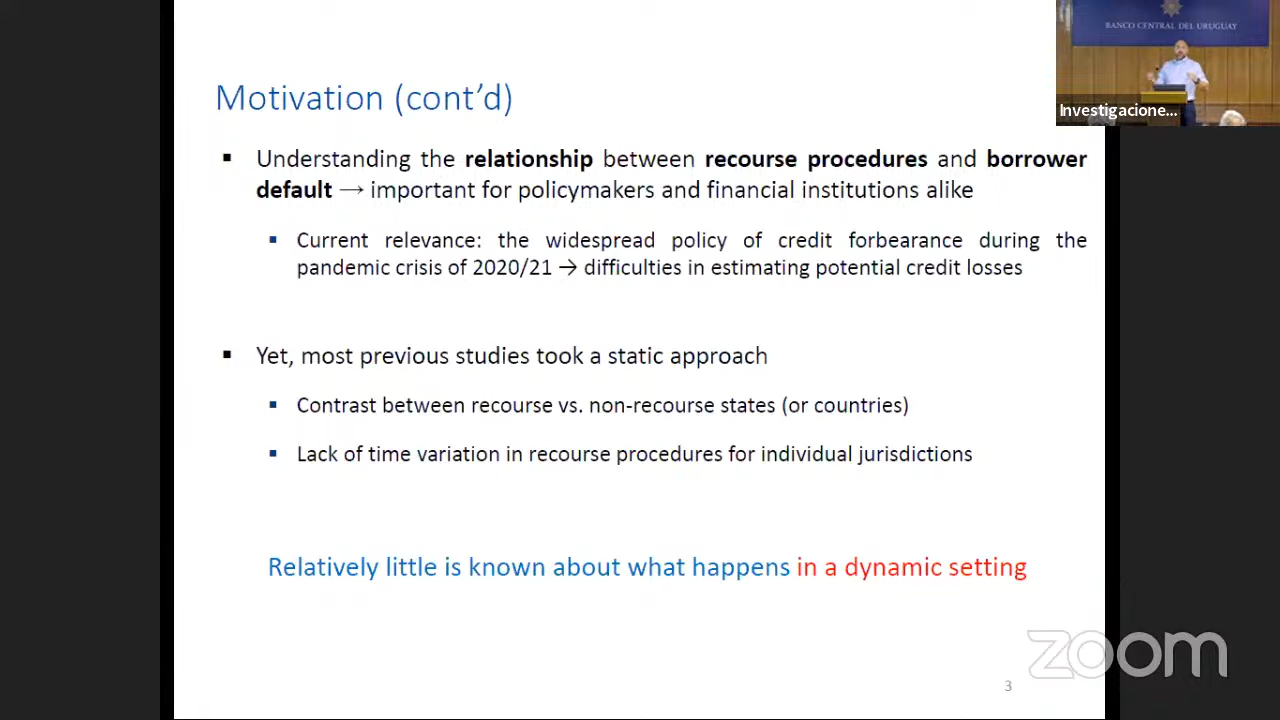 BANCO CENTRAL DEL URUGUAY
Investigacione...
Motivation (cont’d)
▪ Understanding the relationship between recourse procedures and borrower
default → important for policymakers and financial institutions alike
▪ Current relevance: the widespread policy of credit forbearance during the
pandemic crisis of 2020/21 → difficulties in estimating potential credit losses
▪ Yet, most previous studies took a static approach
▪ Contrast between recourse vs. non-recourse states (or countries)
▪ Lack of time variation in recourse procedures for individual jurisdictions
Relatively little is known about what happens in a dynamic setting
zoom
3